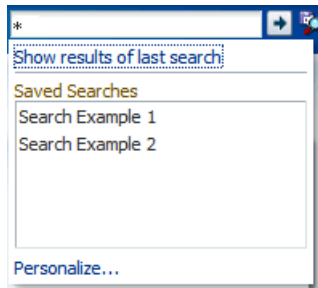 *
Show results of last search
Saved Searches
Search Example 1
Search Example 2
Personalize...